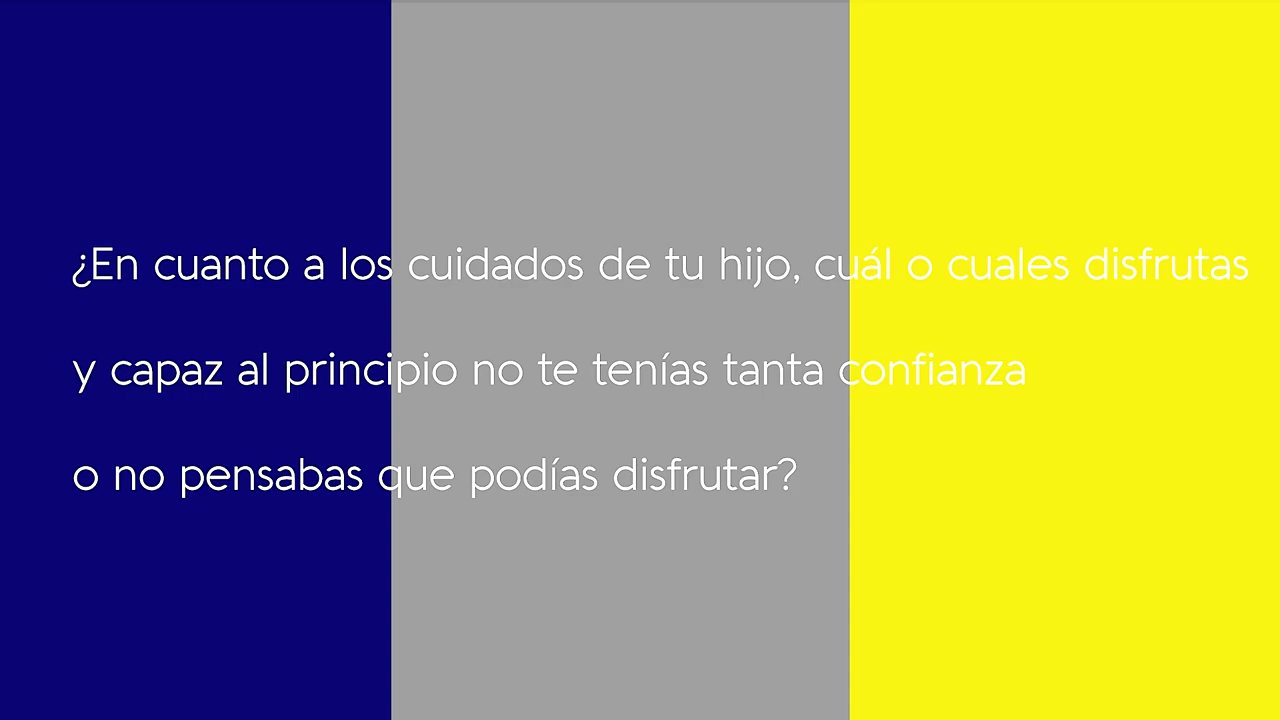 ¿En cuanto a los cuidados de tu hijo, cuál o cuales disfrutas
y capaz al principio no te tenías tanta confianza
o no pensabas que podías disfrutar?